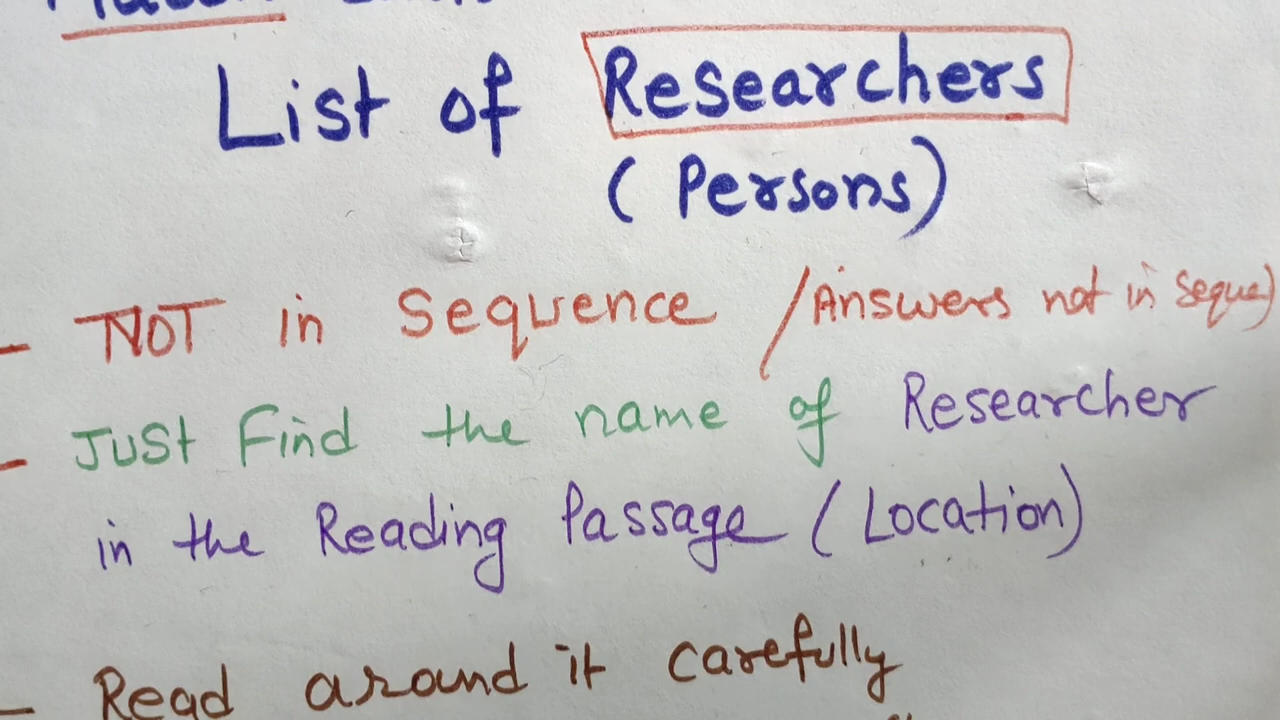 List of Researchers
(Persons)
- NOT in Sequence /Answers not in Seque)
- Just Find the name of Researcher
in the Reading Passage (Location)
- Read around it carefully